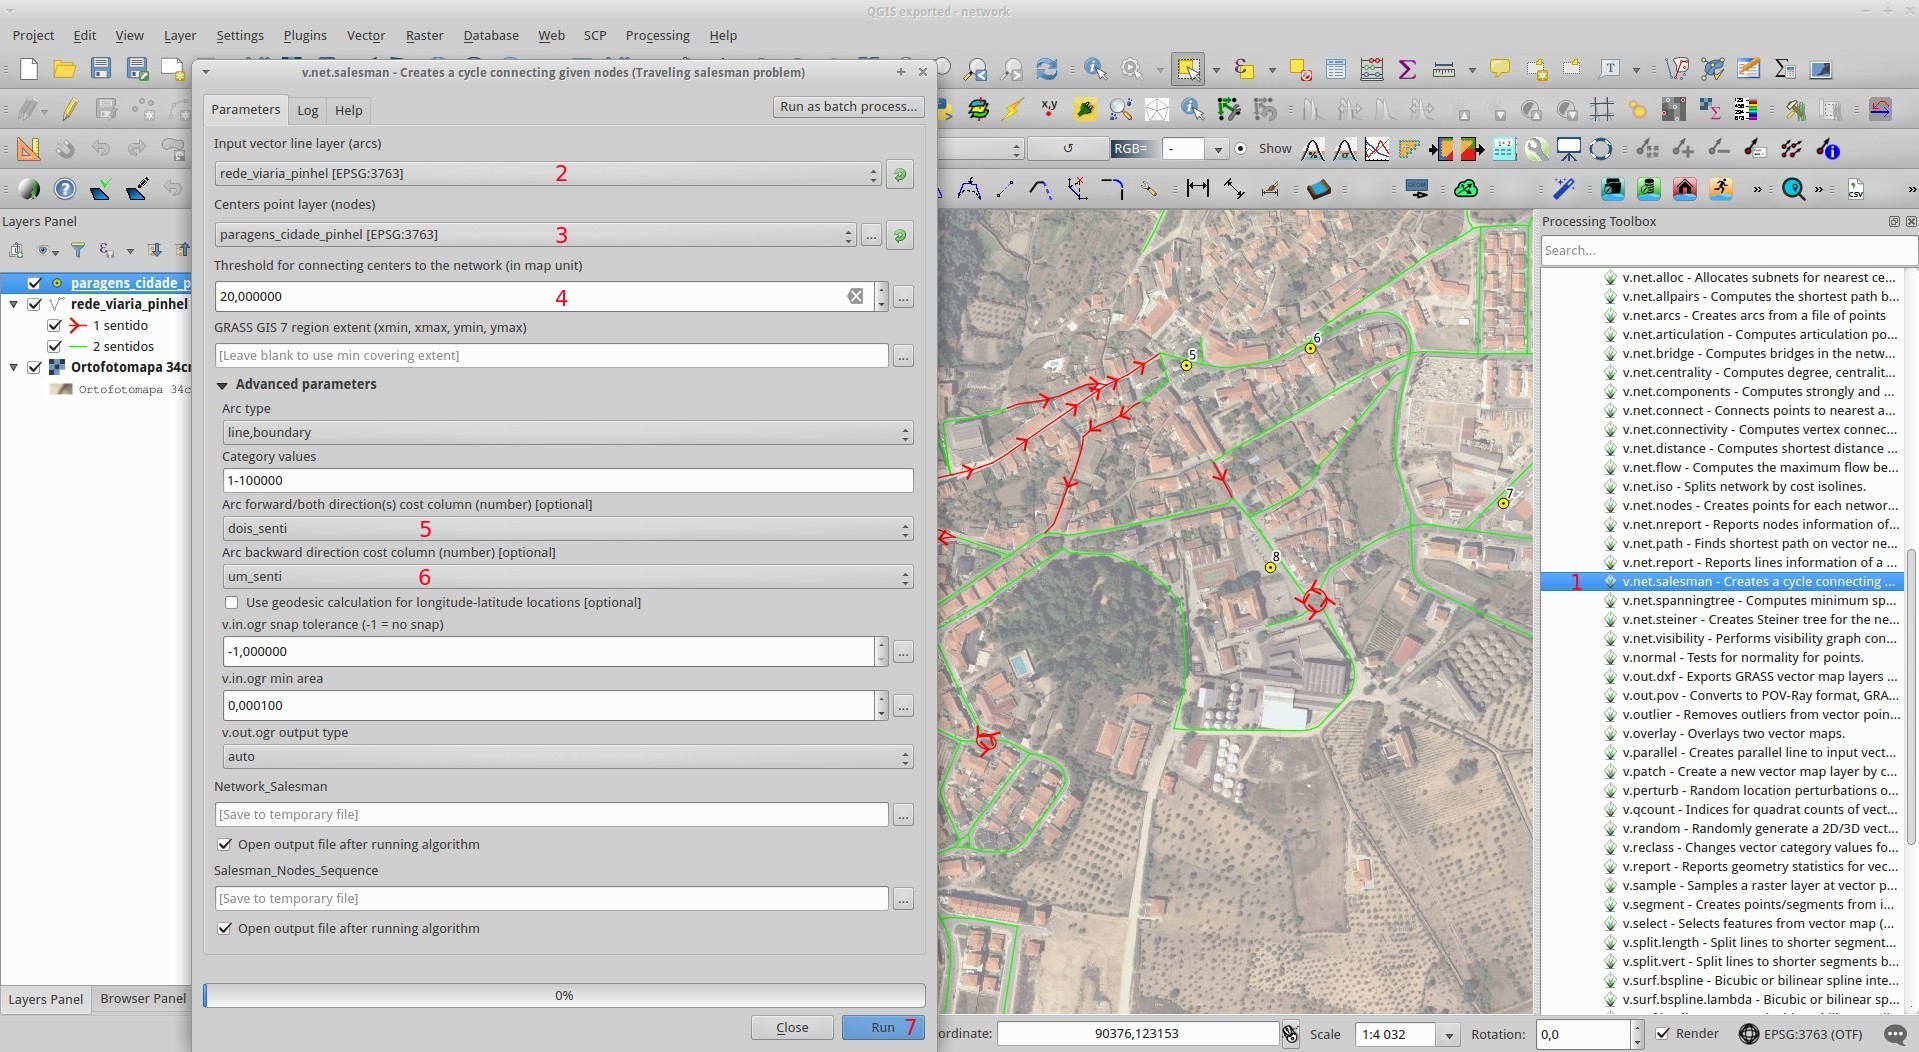 QGIS exported - network
Project Edit View Layer Settings Plugins Vector Raster Database Web SCP Processing Help
v.net.salesman - Creates a cycle connecting given nodes (Traveling salesman problem)
Parameters Log Help Run as batch process...
Input vector line layer (arcs)
rede_viaria_pinhel [EPSG:3763] 2
Centers point layer (nodes)
paragens_cidade_pinhel [EPSG:3763] 3 ...
Threshold for connecting centers to the network (in map unit)
20,000000 4 ...
GRASS GIS 7 region extent (xmin, xmax, ymin, ymax)
[Leave blank to use min covering extent] ...
Advanced parameters
Arc type
line,boundary
Category values
1-100000
Arc forward/both direction(s) cost column (number) [optional]
dois_senti 5
Arc backward direction cost column (number) [optional]
um_senti 6
Use geodesic calculation for longitude-latitude locations [optional]
v.in.ogr snap tolerance (-1 = no snap)
-1,000000 ...
v.in.ogr min area
0,000100 ...
v.out.ogr output type
auto
Network_Salesman
[Save to temporary file] ...
Open output file after running algorithm
Salesman_Nodes_Sequence
[Save to temporary file] ...
Open output file after running algorithm
0%
Close Run 7
Layers Panel
paragens_cidade_p
rede_viaria_pinhel
1 sentido
2 sentidos
Ortofotomapa 34cr
Ortofotomapa 34c
Layers Panel Browser Panel
x,y
RGB= - Show
CSV
5
6
7
8
Processing Toolbox
Search...
v.net.alloc - Allocates subnets for nearest ce...
v.net.allpairs - Computes the shortest path b...
v.net.arcs - Creates arcs from a file of points
v.net.articulation - Computes articulation po...
v.net.bridge - Computes bridges in the netw...
v.net.centrality - Computes degree, centralit...
v.net.components - Computes strongly and ...
v.net.connect - Connects points to nearest a...
v.net.connectivity - Computes vertex connec...
v.net.distance - Computes shortest distance ...
v.net.flow - Computes the maximum flow be...
v.net.iso - Splits network by cost isolines.
v.net.nodes - Creates points for each networ...
v.net.nreport - Reports nodes information of...
v.net.path - Finds shortest path on vector ne...
v.net.report - Reports lines information of a ...
1 v.net.salesman - Creates a cycle connecting ...
v.net.spanningtree - Computes minimum sp...
v.net.steiner - Creates Steiner tree for the ne...
v.net.visibility - Performs visibility graph con...
v.normal - Tests for normality for points.
v.out.dxf - Exports GRASS vector map layers ...
v.out.pov - Converts to POV-Ray format, GRA...
v.outlier - Removes outliers from vector poin...
v.overlay - Overlays two vector maps.
v.parallel - Creates parallel line to input vect...
v.patch - Create a new vector map layer by c...
v.perturb - Random location perturbations o...
v.qcount - Indices for quadrat counts of vect...
v.random - Randomly generate a 2D/3D vect...
v.reclass - Changes vector category values fo...
v.report - Reports geometry statistics for vec...
v.sample - Samples a raster layer at vector p...
v.segment - Creates points/segments from i...
v.select - Selects features from vector map (...
v.split.length - Split lines to shorter segment...
v.split.vert - Split lines to shorter segments b...
v.surf.bspline - Bicubic or bilinear spline inte...
v.surf.bspline.lambda - Bicubic or bilinear sp...
ordinate: 90376,123153 Scale 1:4 032 Rotation: 0,0 Render EPSG:3763 (OTF)